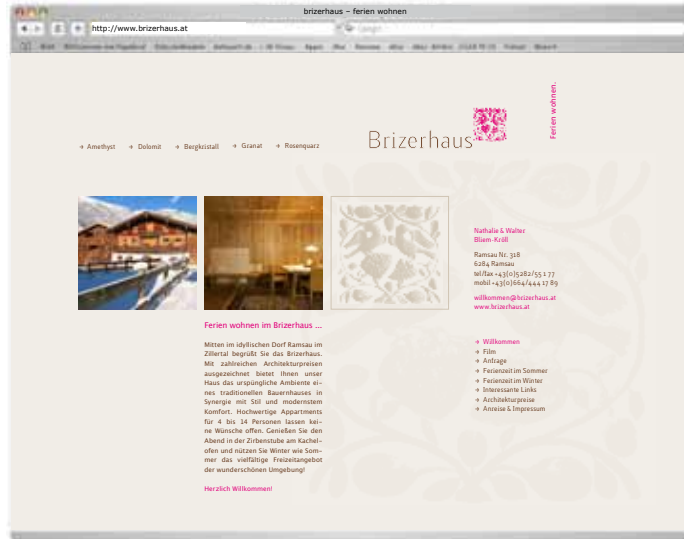 brizerhaus – ferien wohnen
http://www.brizerhaus.at
Ferien wohnen.
Brizerhaus
→ Amethyst → Dolomit → Bergkristall → Granat → Rosenquarz
Nathalie & Walter
Bliem-Kröll
Ramsau Nr. 318
6284 Ramsau
tel/fax +43(0)5282/55 1 77
mobil +43(0)664/444 17 89
willkommen@brizerhaus.at
www.brizerhaus.at
Ferien wohnen im Brizerhaus ...
Mitten im idyllischen Dorf Ramsau im
Zillertal begrüßt Sie das Brizerhaus.
Mit zahlreichen Architekturpreisen
ausgezeichnet bietet Ihnen unser
Haus das urspüngliche Ambiente ei-
nes traditionellen Bauernhauses in
Synergie mit Stil und modernstem
Komfort. Hochwertige Appartments
für 4 bis 14 Personen lassen kei-
ne Wünsche offen. Genießen Sie den
Abend in der Zirbenstube am Kachel-
ofen und nützen Sie Winter wie Som-
mer das vielfältige Freizeitangebot
der wunderschönen Umgebung!
Herzlich Willkommen!
→ Willkommen
→ Film
→ Anfrage
→ Ferienzeit im Sommer
→ Ferienzeit im Winter
→ Interessante Links
→ Architekturpreise
→ Anreise & Impressum